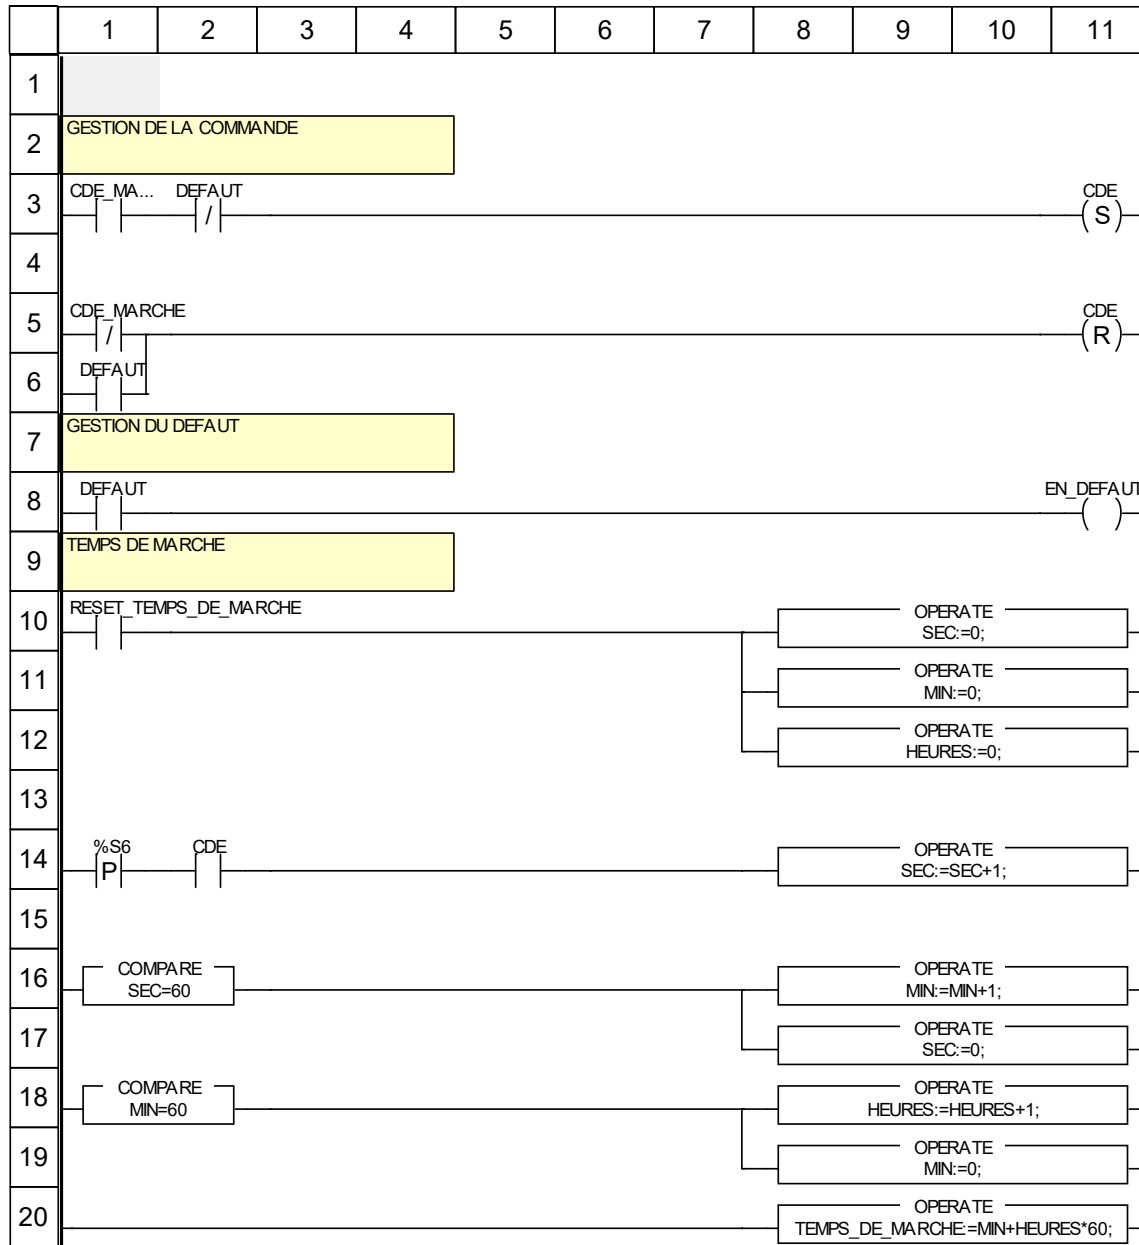 1 2 3 4 5 6 7 8 9 10 11
1
2 GESTION DE LA COMMANDE
CDE_MA... DEFAUT CDE
3 / S
4
CDE_MARCHE CDE
5 / R
6 DEFAUT
7 GESTION DU DEFAUT
8 DEFAUT EN_DEFAUT
9 TEMPS DE MARCHE
RESET_TEMPS_DE_MARCHE OPERATE
10 SEC:=0;
OPERATE
11 MIN:=0;
OPERATE
12 HEURES:=0;
13
%S6 CDE OPERATE
14 P SEC:=SEC+1;
15
COMPARE OPERATE
16 SEC=60 MIN:=MIN+1;
OPERATE
17 SEC:=0;
COMPARE OPERATE
18 MIN=60 HEURES:=HEURES+1;
OPERATE
19 MIN:=0;
OPERATE
20 TEMPS_DE_MARCHE:=MIN+HEURES*60;